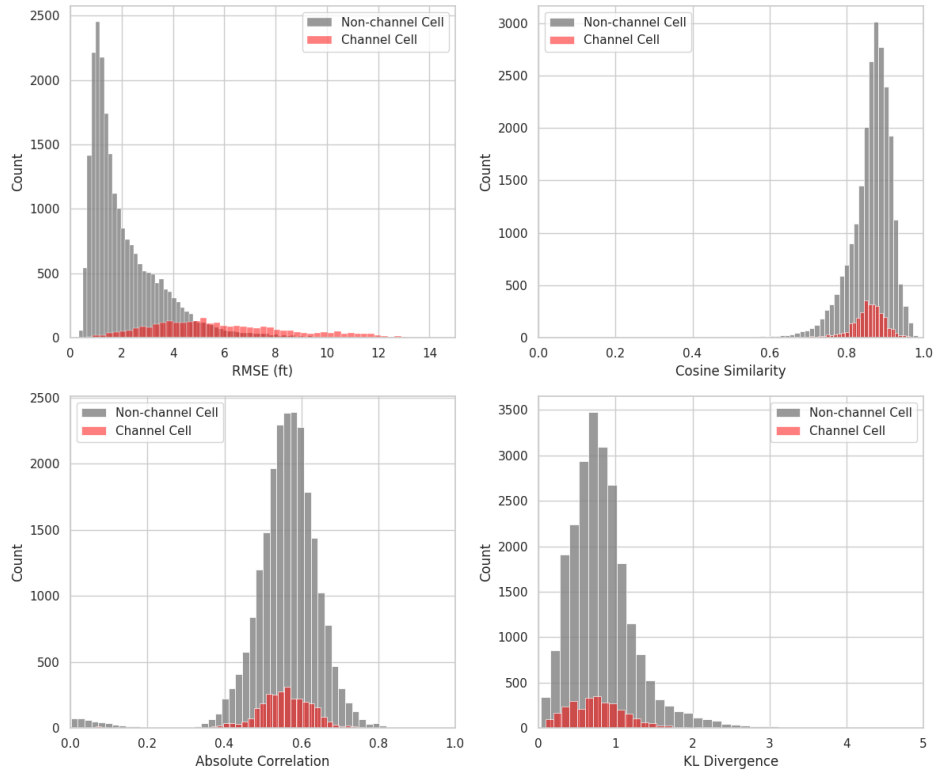 2500
2000
1500
1000
500
0
Count
Non-channel Cell
Channel Cell
0 2 4 6 8 10 12 14
RMSE (ft)
3000
2500
2000
1500
1000
500
0
Count
Non-channel Cell
Channel Cell
0.0 0.2 0.4 0.6 0.8 1.0
Cosine Similarity
2500
2000
1500
1000
500
0
Count
Non-channel Cell
Channel Cell
0.0 0.2 0.4 0.6 0.8 1.0
Absolute Correlation
3500
3000
2500
2000
1500
1000
500
0
Count
Non-channel Cell
Channel Cell
0 1 2 3 4 5
KL Divergence